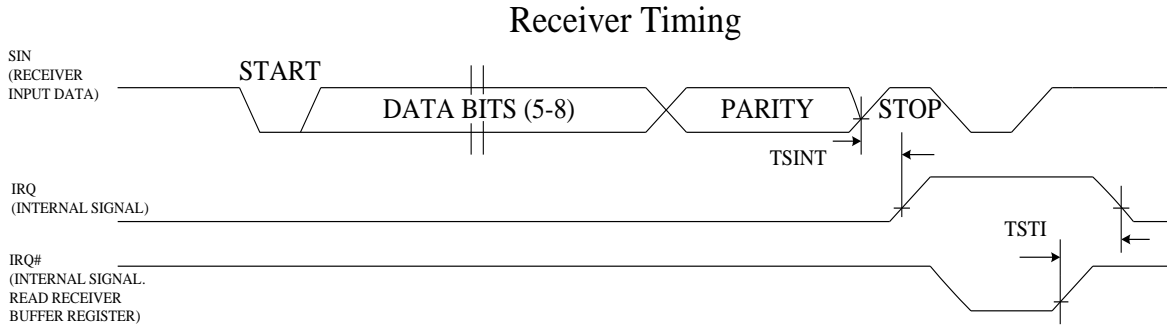 Receiver Timing
SIN
(RECEIVER
INPUT DATA)
START
DATA BITS (5-8)
PARITY
STOP
TSINT
IRQ
(INTERNAL SIGNAL)
TSTI
IRQ#
(INTERNAL SIGNAL.
READ RECEIVER
BUFFER REGISTER)